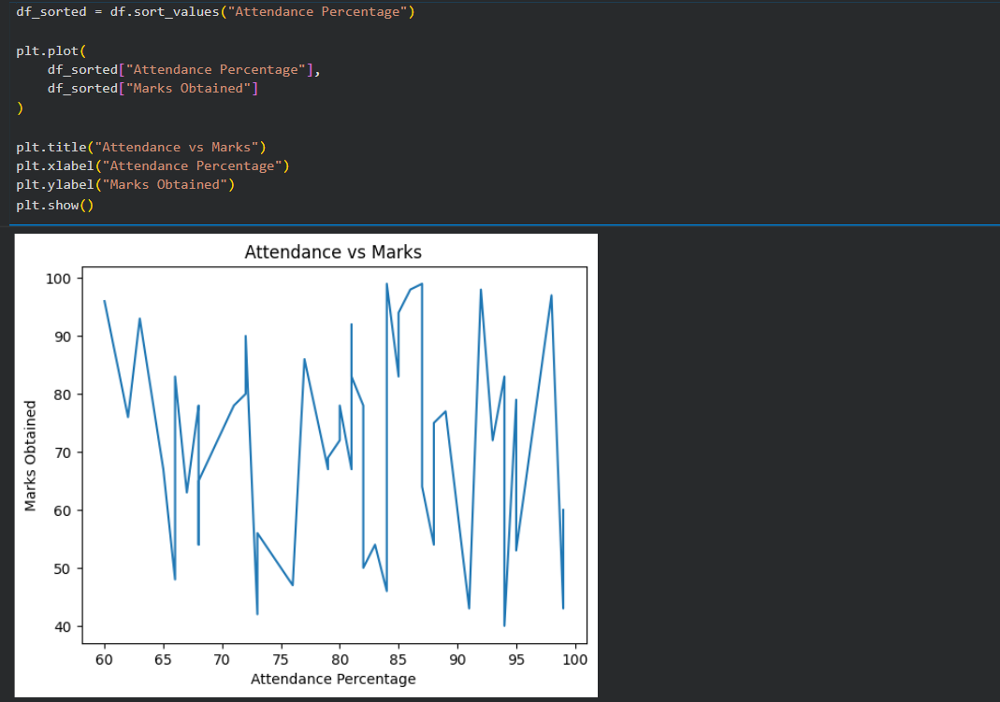 df_sorted = df.sort_values("Attendance Percentage")
plt.plot(
    df_sorted["Attendance Percentage"],
    df_sorted["Marks Obtained"]
)
plt.title("Attendance vs Marks")
plt.xlabel("Attendance Percentage")
plt.ylabel("Marks Obtained")
plt.show()
Attendance vs Marks
Marks Obtained
100
90
80
70
60
50
40
60 65 70 75 80 85 90 95 100
Attendance Percentage